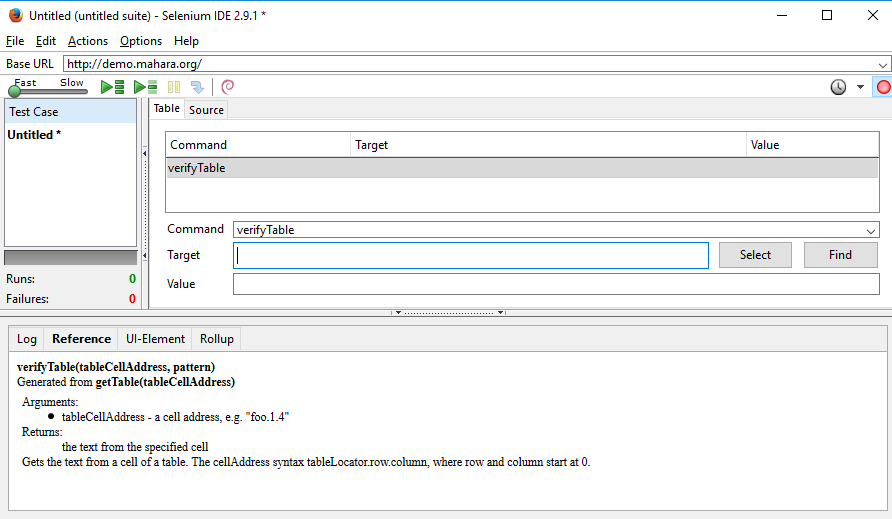 Untitled (untitled suite) - Selenium IDE 2.9.1 *
File Edit Actions Options Help
Base URL http://demo.mahara.org/
Fast Slow
Test Case
Untitled *
Runs: 0
Failures: 0
Table Source
Command Target Value
verifyTable
Command verifyTable
Target Select Find
Value
Log Reference UI-Element Rollup
verifyTable(tableCellAddress, pattern)
Generated from getTable(tableCellAddress)
Arguments:
tableCellAddress - a cell address, e.g. "foo.1.4"
Returns:
the text from the specified cell
Gets the text from a cell of a table. The cellAddress syntax tableLocator.row.column, where row and column start at 0.